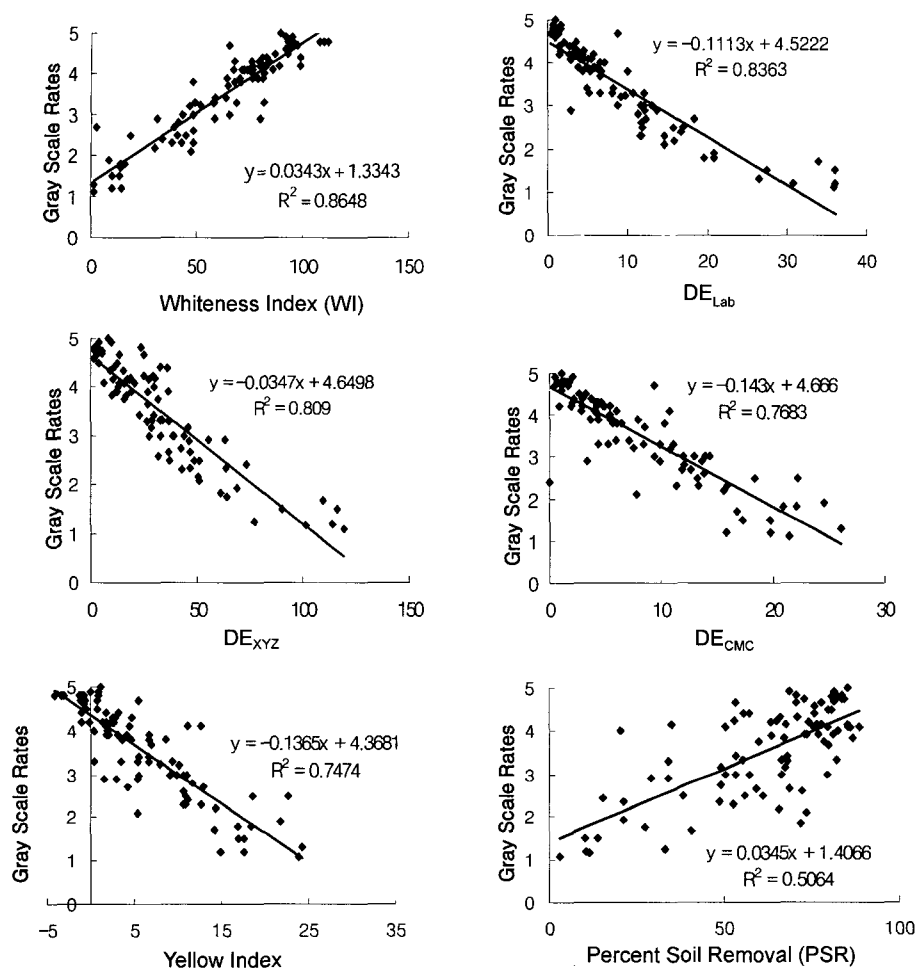 Gray Scale Rates
5
4
3
2
1
0
y = 0.0343x + 1.3343
R² = 0.8648
0 50 100 150
Whiteness Index (WI)
Gray Scale Rates
5
4
3
2
1
0
y = −0.1113x + 4.5222
R² = 0.8363
0 10 20 30 40
DE_Lab
Gray Scale Rates
5
4
3
2
1
0
y = −0.0347x + 4.6498
R² = 0.809
0 50 100 150
DE_XYZ
Gray Scale Rates
5
4
3
2
1
0
y = −0.143x + 4.666
R² = 0.7683
0 10 20 30
DE_CMC
Gray Scale Rates
5
4
3
2
1
0
y = −0.1365x + 4.3681
R² = 0.7474
−5 5 15 25 35
Yellow Index
Gray Scale Rates
5
4
3
2
1
0
y = 0.0345x + 1.4066
R² = 0.5064
0 50 100
Percent Soil Removal (PSR)